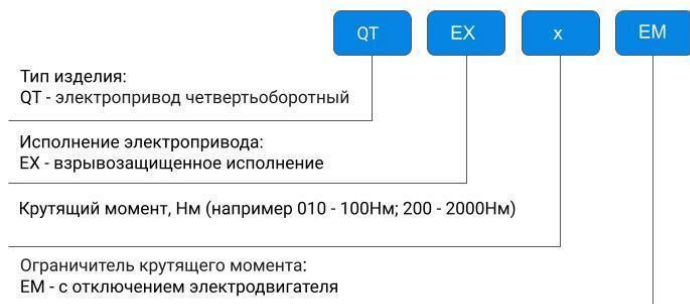 QT EX x EM
Тип изделия:
QT - электропривод четвертьоборотный
Исполнение электропривода:
EX - взрывозащищенное исполнение
Крутящий момент, Нм (например 010 - 100Нм; 200 - 2000Нм)
Ограничитель крутящего момента:
EM - с отключением электродвигателя